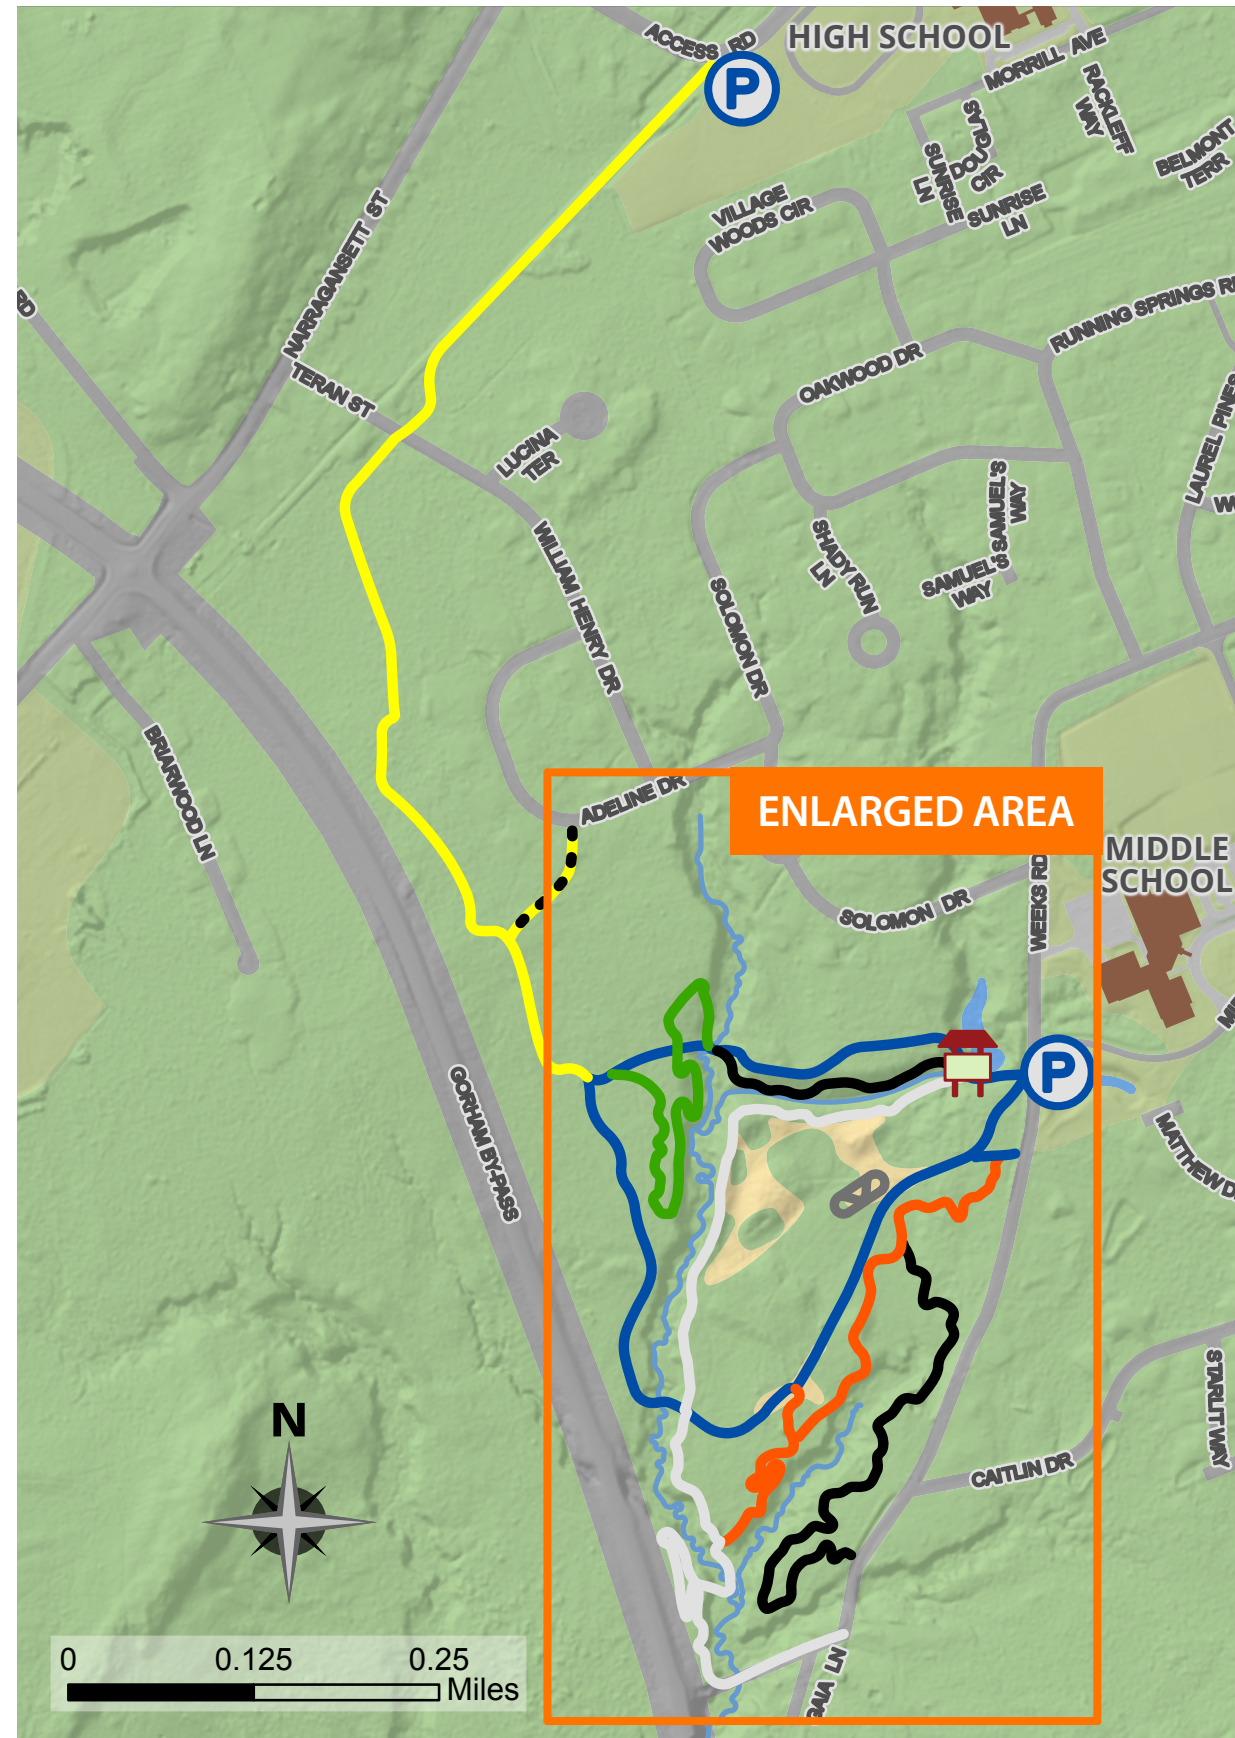 ACCESS RD
HIGH SCHOOL
P
MORRILL AVE
RACKLEFF
WAY
DOUGLAS
CIR
SUNRISE
LN
BELMONT
TERR
SUNRISE
LN
VILLAGE
WOODS CIR
NARRAGANSETT ST
RD
RUNNING SPRINGS
TERAN ST
OAKWOOD DR
LAUREL PINES
LUCINA
TER
SAMUEL'S
WAY
WILLIAM HENRY DR
SHADY RUN
LN
SAMUEL'S
WAY
SOLOMON DR
BRIARWOOD LN
ADELINE DR
ENLARGED AREA
MIDDLE
SCHOOL
WEEKS RD
SOLOMON DR
P
GORHAM BY-PASS
MATTHEW
STARLIT WAY
N
CAITLIN DR
GAIA LN
0
0.125
0.25
Miles